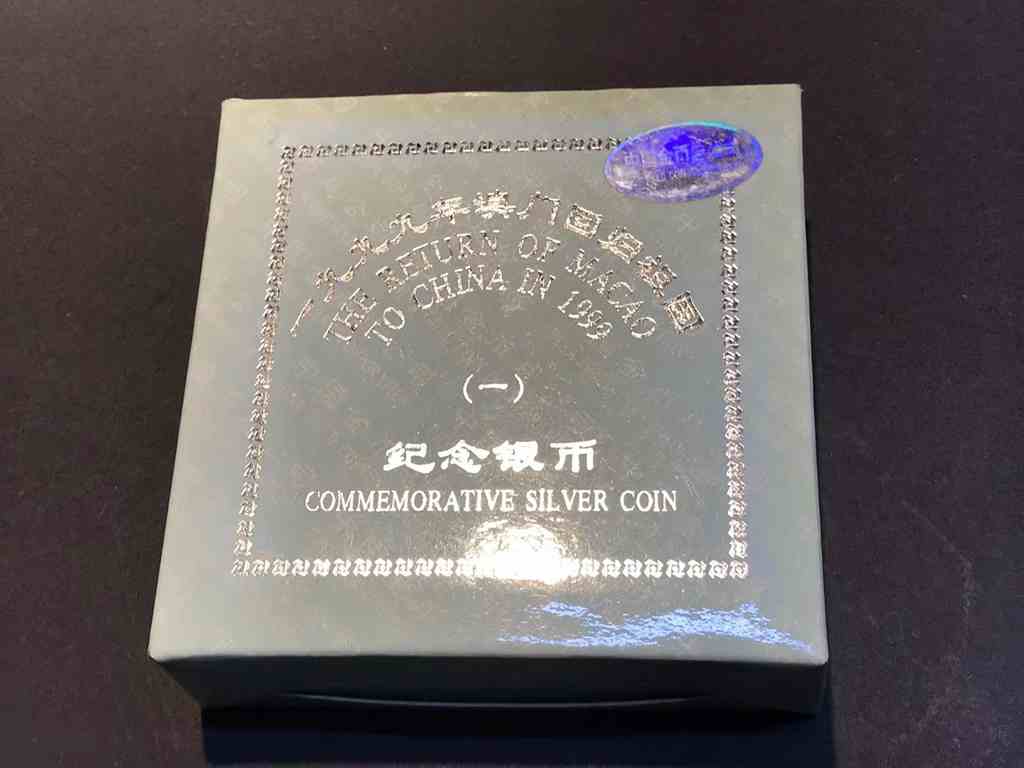 一九九九年澳门回归祖国
THE RETURN OF MACAO
TO CHINA IN 1999
(一)
纪念银币
COMMEMORATIVE SILVER COIN